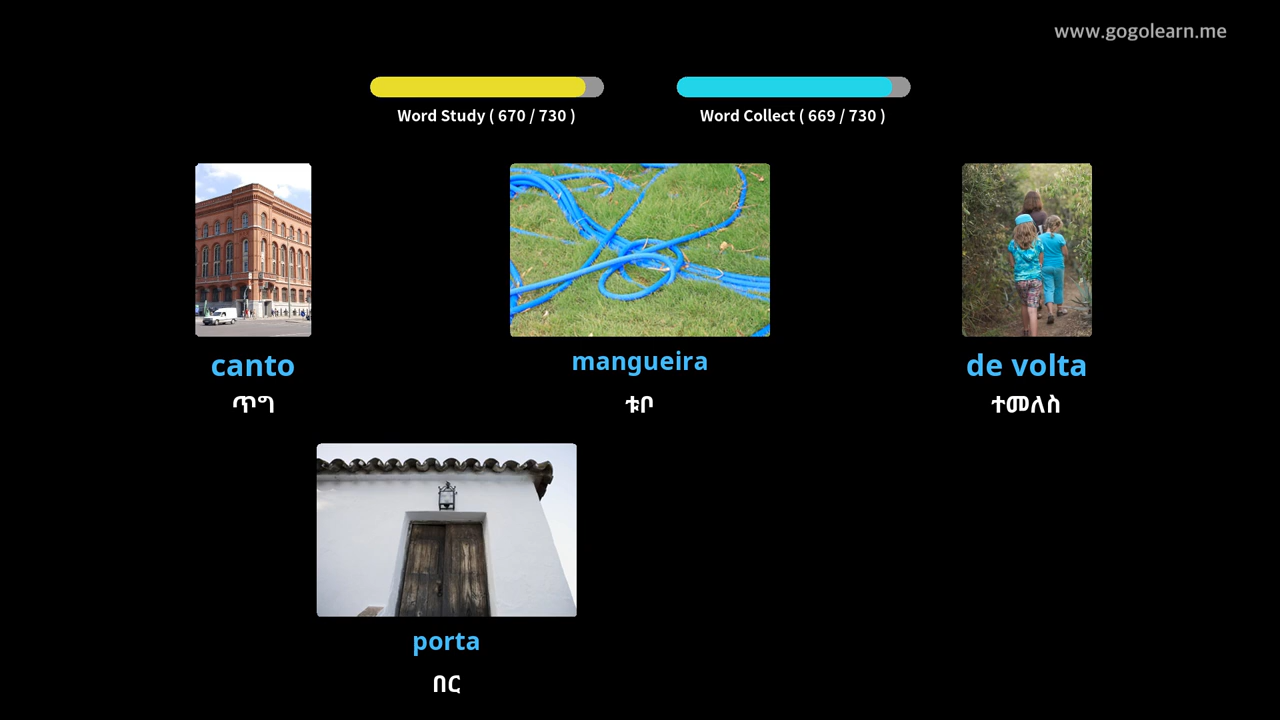 www.gogolearn.me
Word Study ( 670 / 730 )
Word Collect ( 669 / 730 )
canto
ጥግ
mangueira
ቱቦ
de volta
ተመለስ
porta
በር